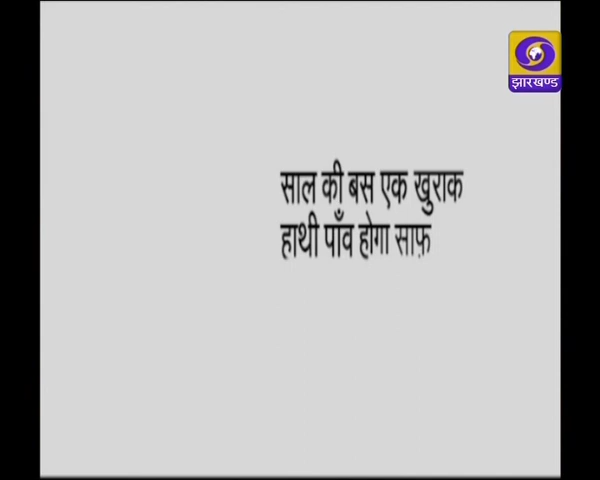 झारखण्ड
साल की बस एक खुराक
हाथी पाँव होगा साफ़